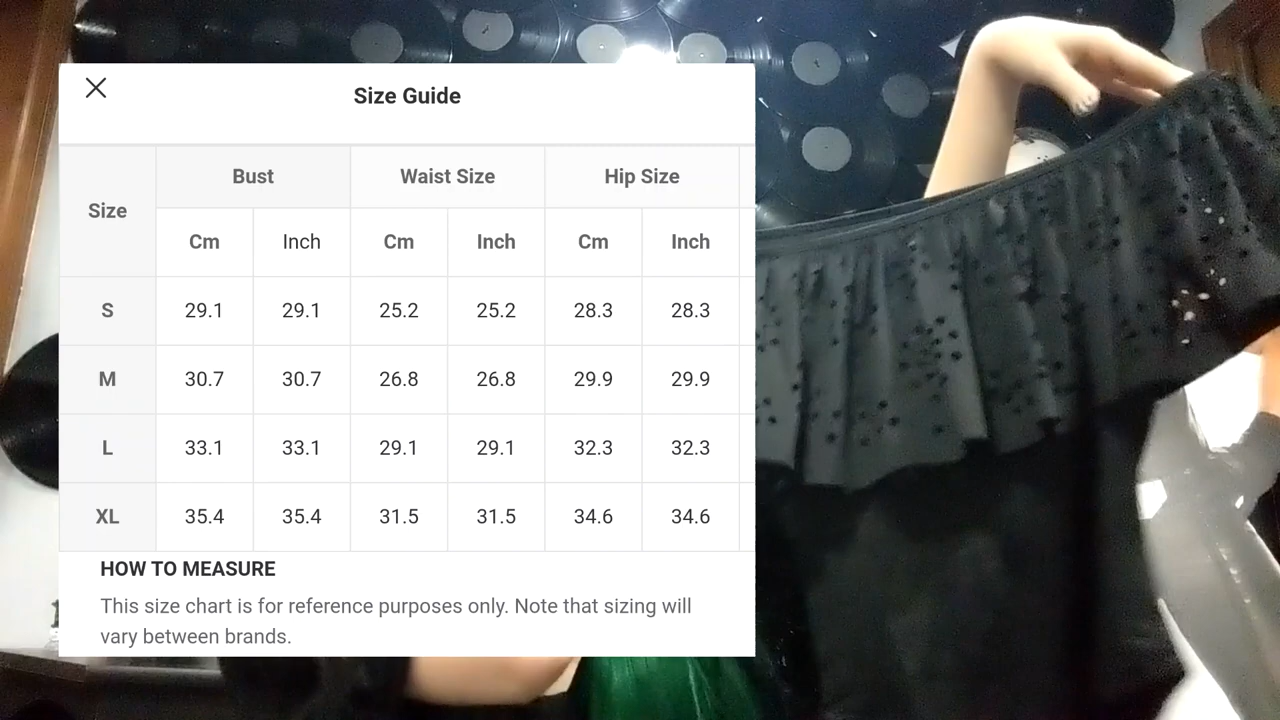 Size Guide
Size Bust Waist Size Hip Size
Cm Inch Cm Inch Cm Inch
S 29.1 29.1 25.2 25.2 28.3 28.3
M 30.7 30.7 26.8 26.8 29.9 29.9
L 33.1 33.1 29.1 29.1 32.3 32.3
XL 35.4 35.4 31.5 31.5 34.6 34.6
HOW TO MEASURE
This size chart is for reference purposes only. Note that sizing will
vary between brands.